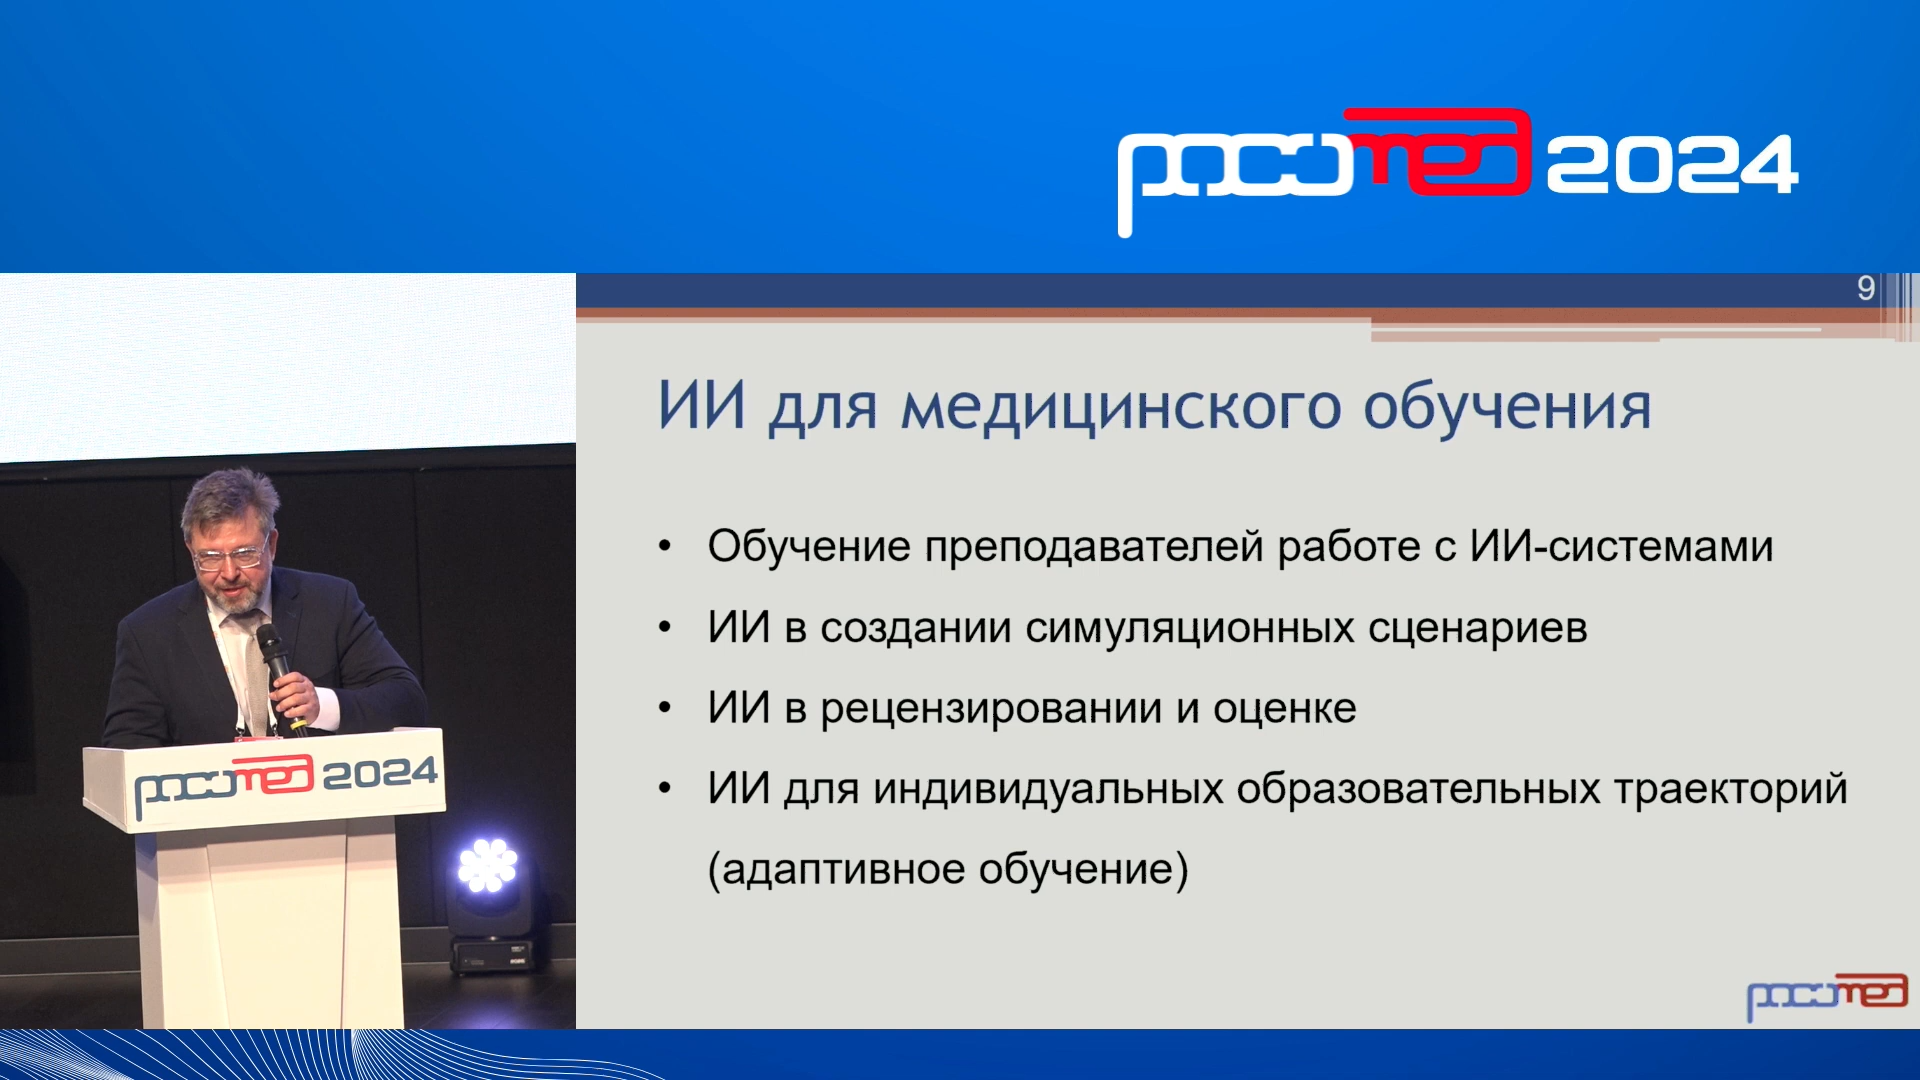 росомед 2024
9
ИИ для медицинского обучения
• Обучение преподавателей работе с ИИ-системами
• ИИ в создании симуляционных сценариев
• ИИ в рецензировании и оценке
• ИИ для индивидуальных образовательных траекторий
(адаптивное обучение)
росомед 2024
росомед